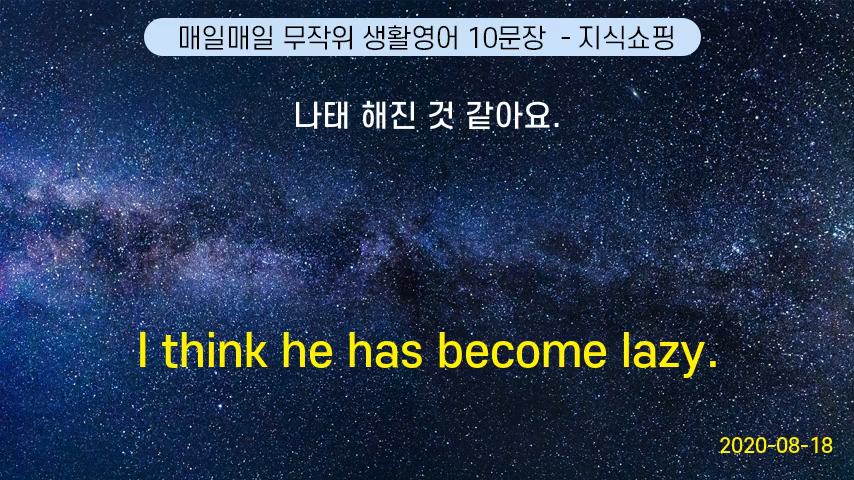 매일매일 무작위 생활영어 10문장 - 지식쇼핑
나태 해진 것 같아요.
I think he has become lazy.
2020-08-18